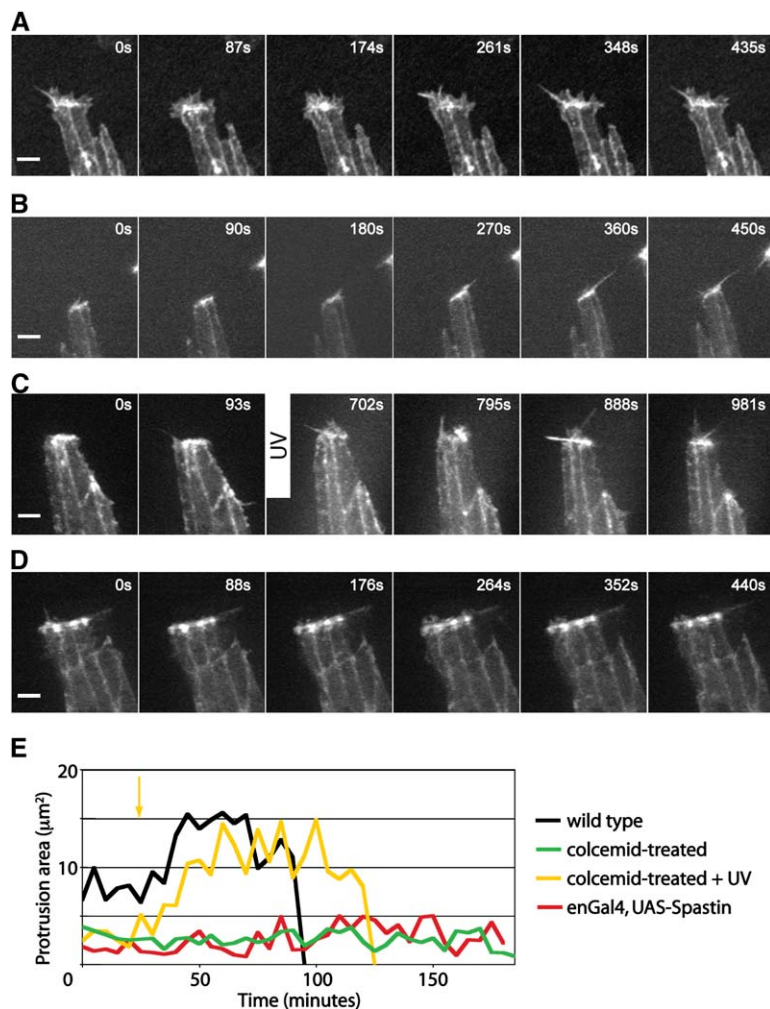 A
0s 87s 174s 261s 348s 435s
B
0s 90s 180s 270s 360s 450s
C
0s 93s UV 702s 795s 888s 981s
D
0s 88s 176s 264s 352s 440s
E
Protrusion area (µm²)
20
10
0 50 100 150
Time (minutes)
wild type
colcemid-treated
colcemid-treated + UV
enGal4, UAS-Spastin